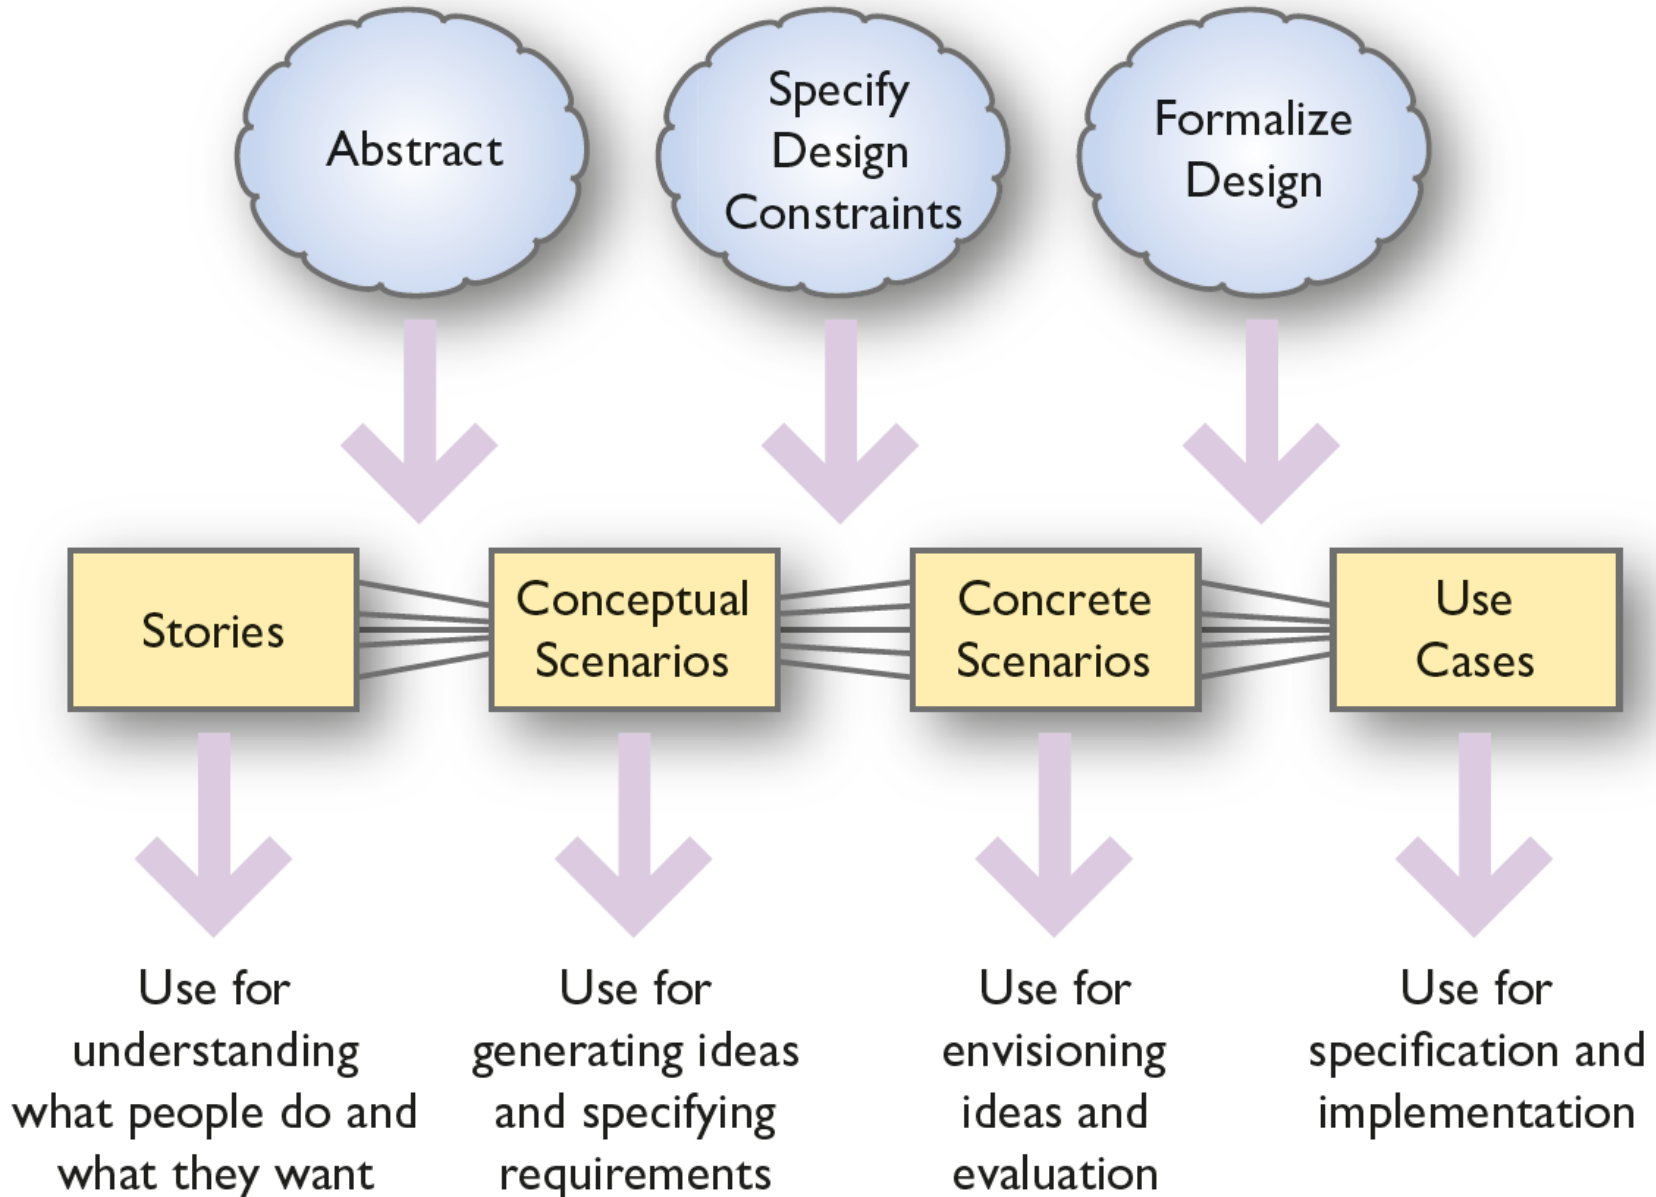 Abstract
Specify
Design
Constraints
Formalize
Design
Stories
Conceptual
Scenarios
Concrete
Scenarios
Use
Cases
Use for
understanding
what people do and
what they want
Use for
generating ideas
and specifying
requirements
Use for
envisioning
ideas and
evaluation
Use for
specification and
implementation